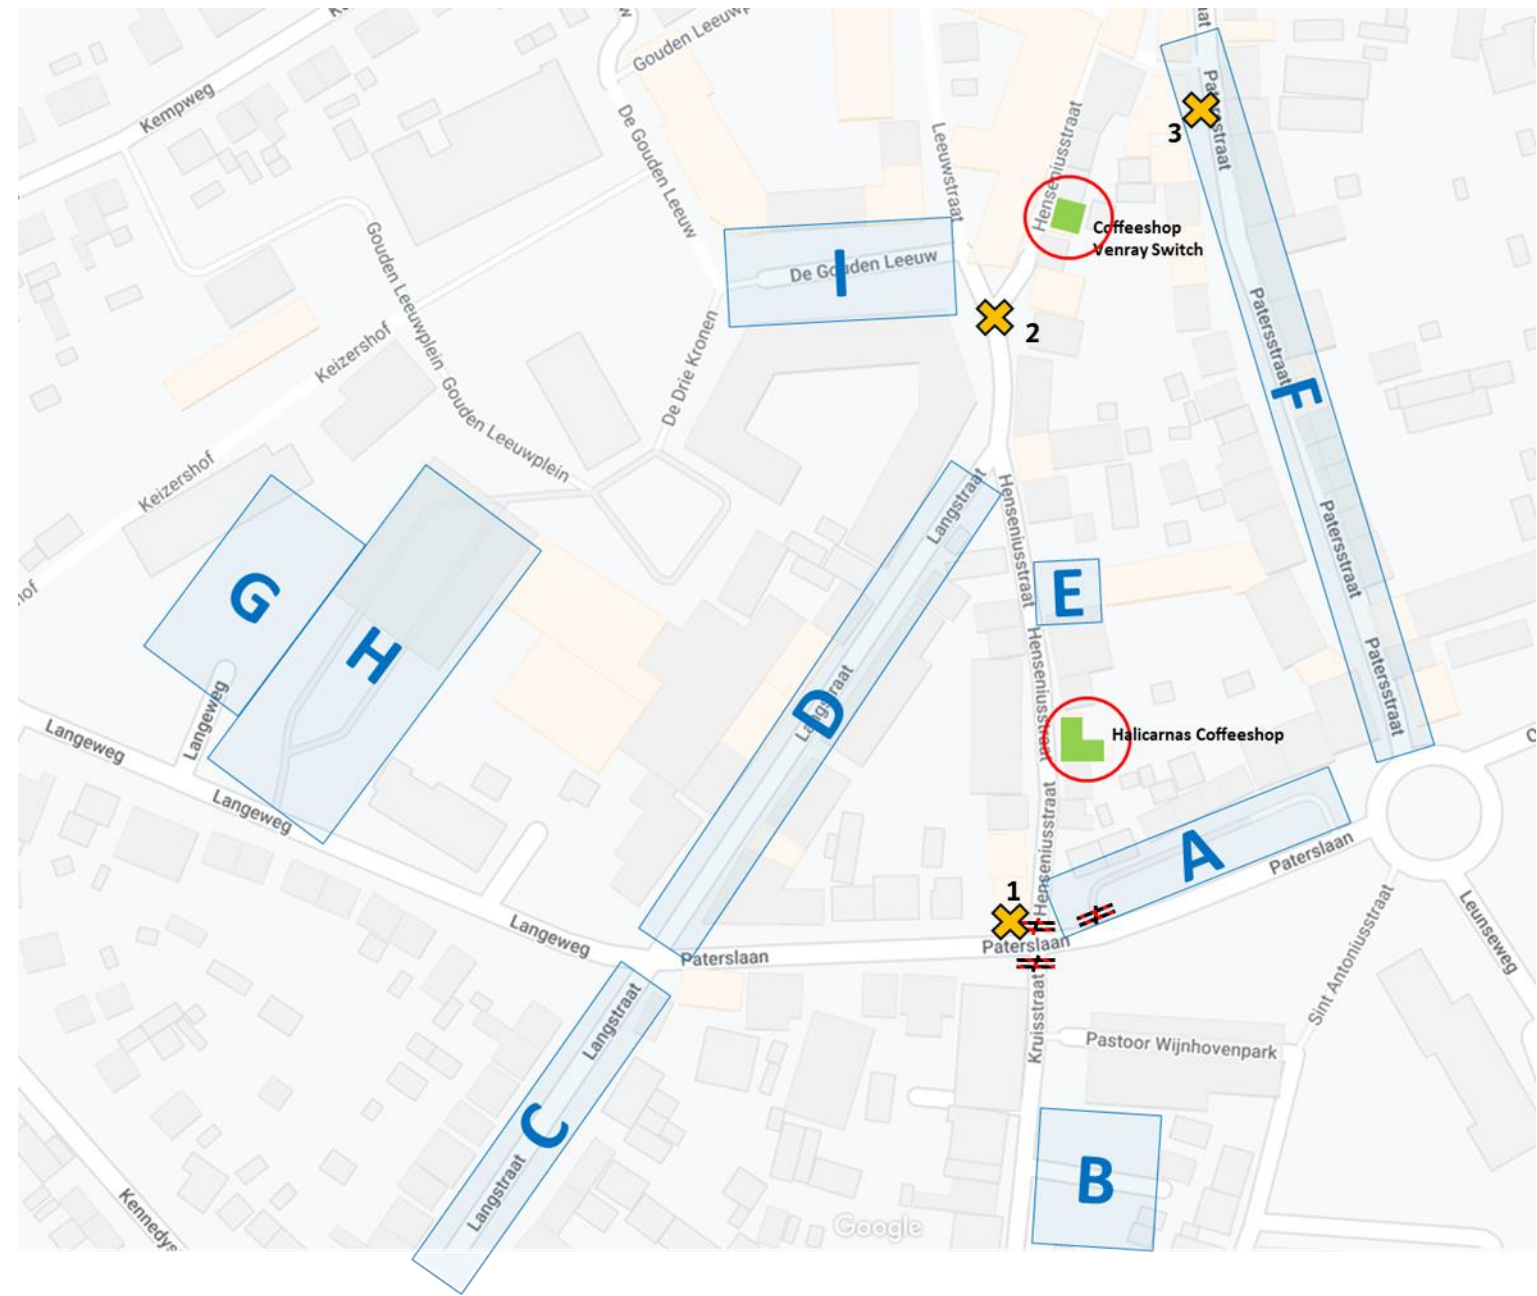 Gouden Leeuw
Kempweg
De Gouden Leeuw
Leeuwstraat
Henseniusstraat
Patersstraat
3
Coffeeshop
Venray Switch
De Gouden Leeuw
I
2
Gouden Leeuwplein
Gouden Leeuwplein
Keizershof
De Drie Kronen
Patersstraat
F
Keizershof
Langstraat
Henseniusstraat
Patersstraat
G
E
H
Henseniusstraat
Patersstraat
Langstraat
D
Halicarnas Coffeeshop
Langeweg
Langeweg
Langeweg
Henseniusstraat
A
Paterslaan
1
Langeweg
Paterslaan
Paterslaan
Leunseweg
Sint Antoniusstraat
Langstraat
Kruisstraat
Pastoor Wijnhovenpark
C
Langstraat
B
Kennedys
Google